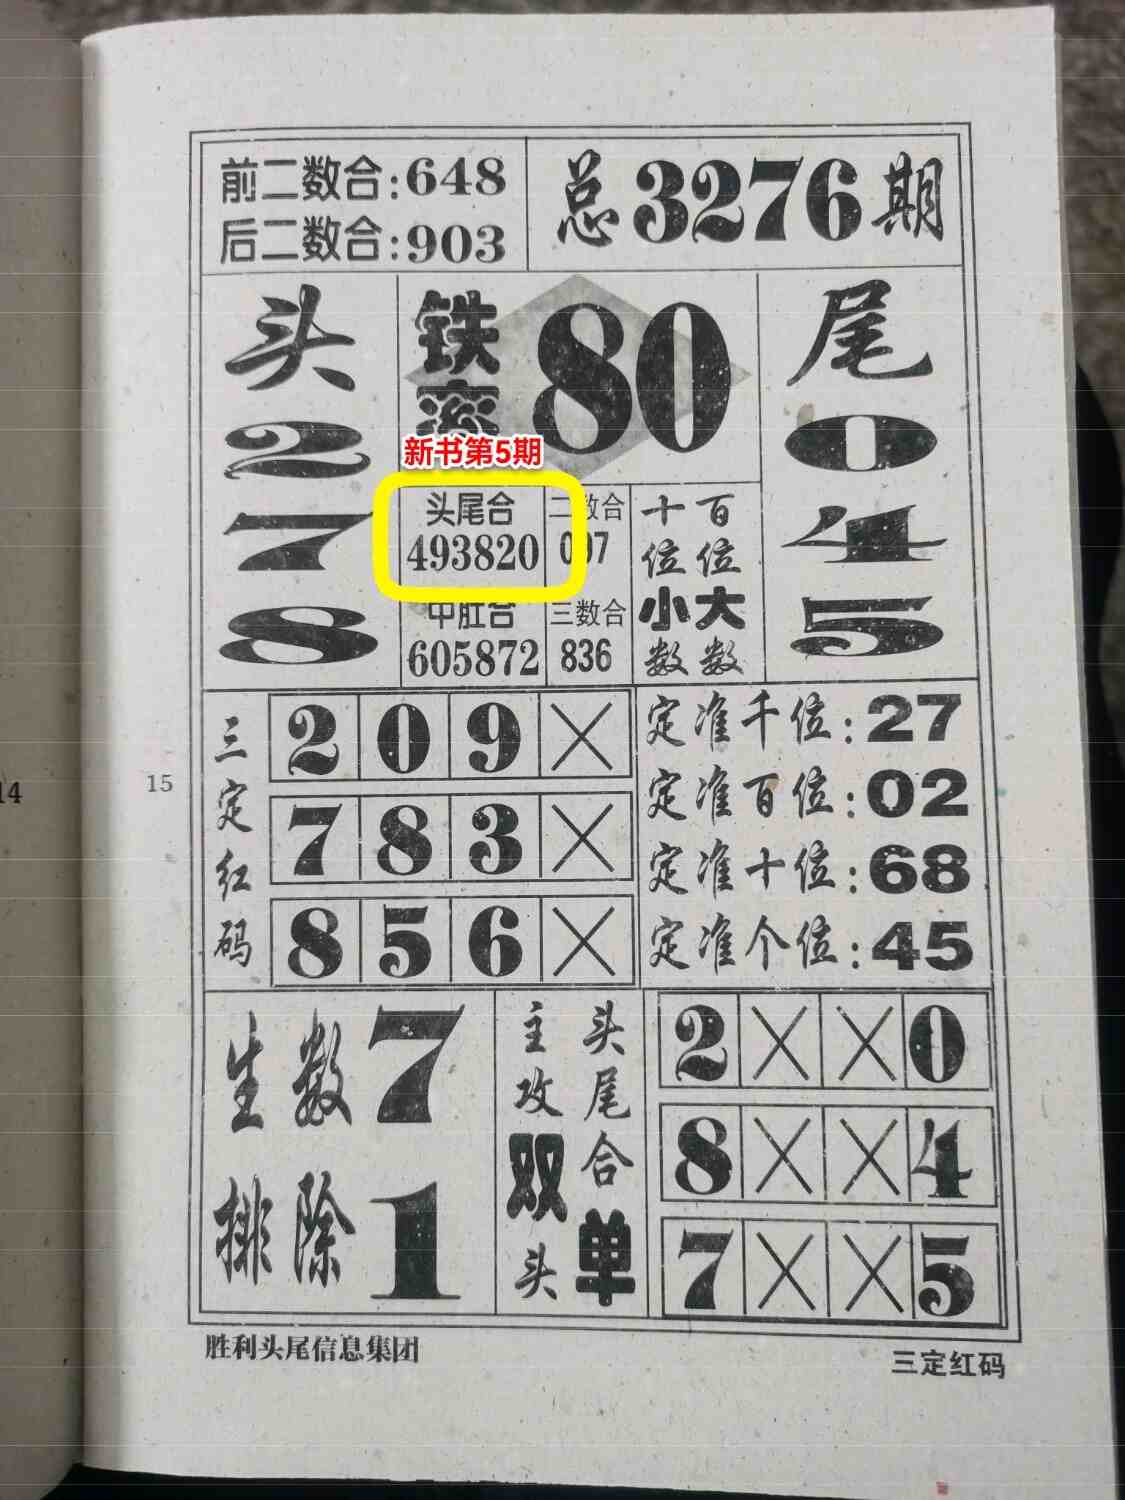 前二数合:648
后二数合:903
总3276期
头
2
7
8
铁率
80
尾
0
4
5
新书第5期
头尾合
493820
二数合
007
中肚合
605872
三数合
836
百位大数
十位小数
三定红码
2 0 9 X
7 8 3 X
8 5 6 X
定准千位:27
定准百位:02
定准十位:68
定准个位:45
生数7
排除1
头尾合单
主攻双头
2 X X 0
8 X X 4
7 X X 5
15
14
胜利头尾信息集团
三定红码